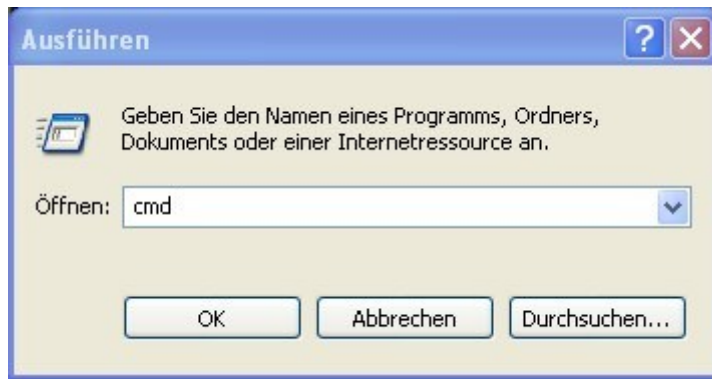 Ausführen
Geben Sie den Namen eines Programms, Ordners,
Dokuments oder einer Internetressource an.
Öffnen: cmd
OK Abbrechen Durchsuchen...